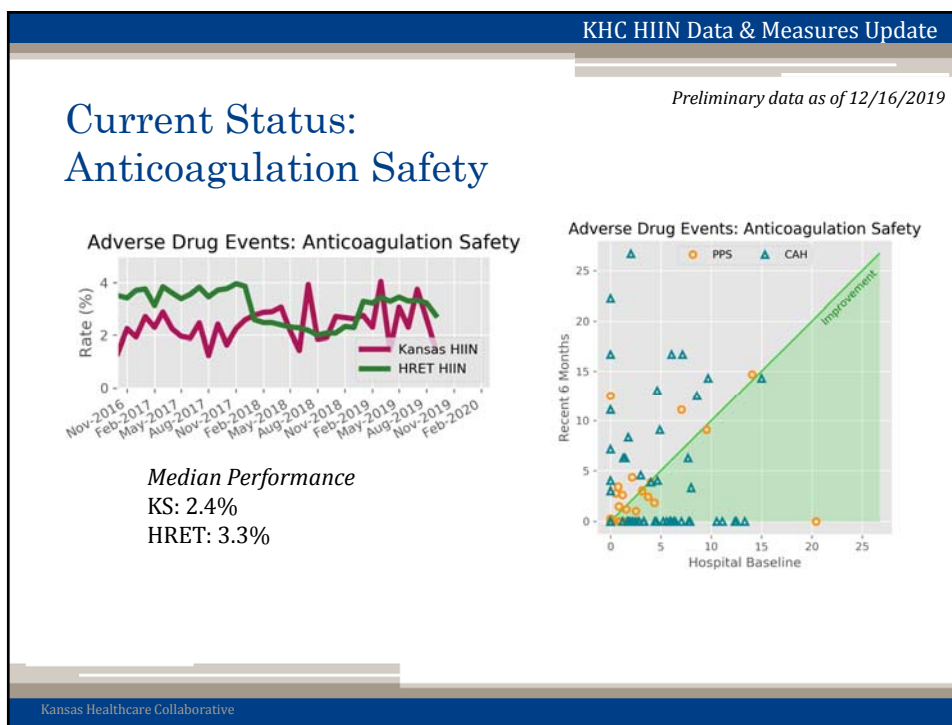 KHC HIIN Data & Measures Update
Preliminary data as of 12/16/2019
Current Status:
Anticoagulation Safety
Adverse Drug Events: Anticoagulation Safety
Rate (%)
4
2
0
Kansas HIIN
HRET HIIN
Nov-2016
Feb-2017
May-2017
Aug-2017
Nov-2017
Feb-2018
May-2018
Aug-2018
Nov-2018
Feb-2019
May-2019
Aug-2019
Nov-2019
Feb-2020
Median Performance
KS: 2.4%
HRET: 3.3%
Adverse Drug Events: Anticoagulation Safety
PPS
CAH
Improvement
Recent 6 Months
25
20
15
10
5
0
0
5
10
15
20
25
Hospital Baseline
Kansas Healthcare Collaborative